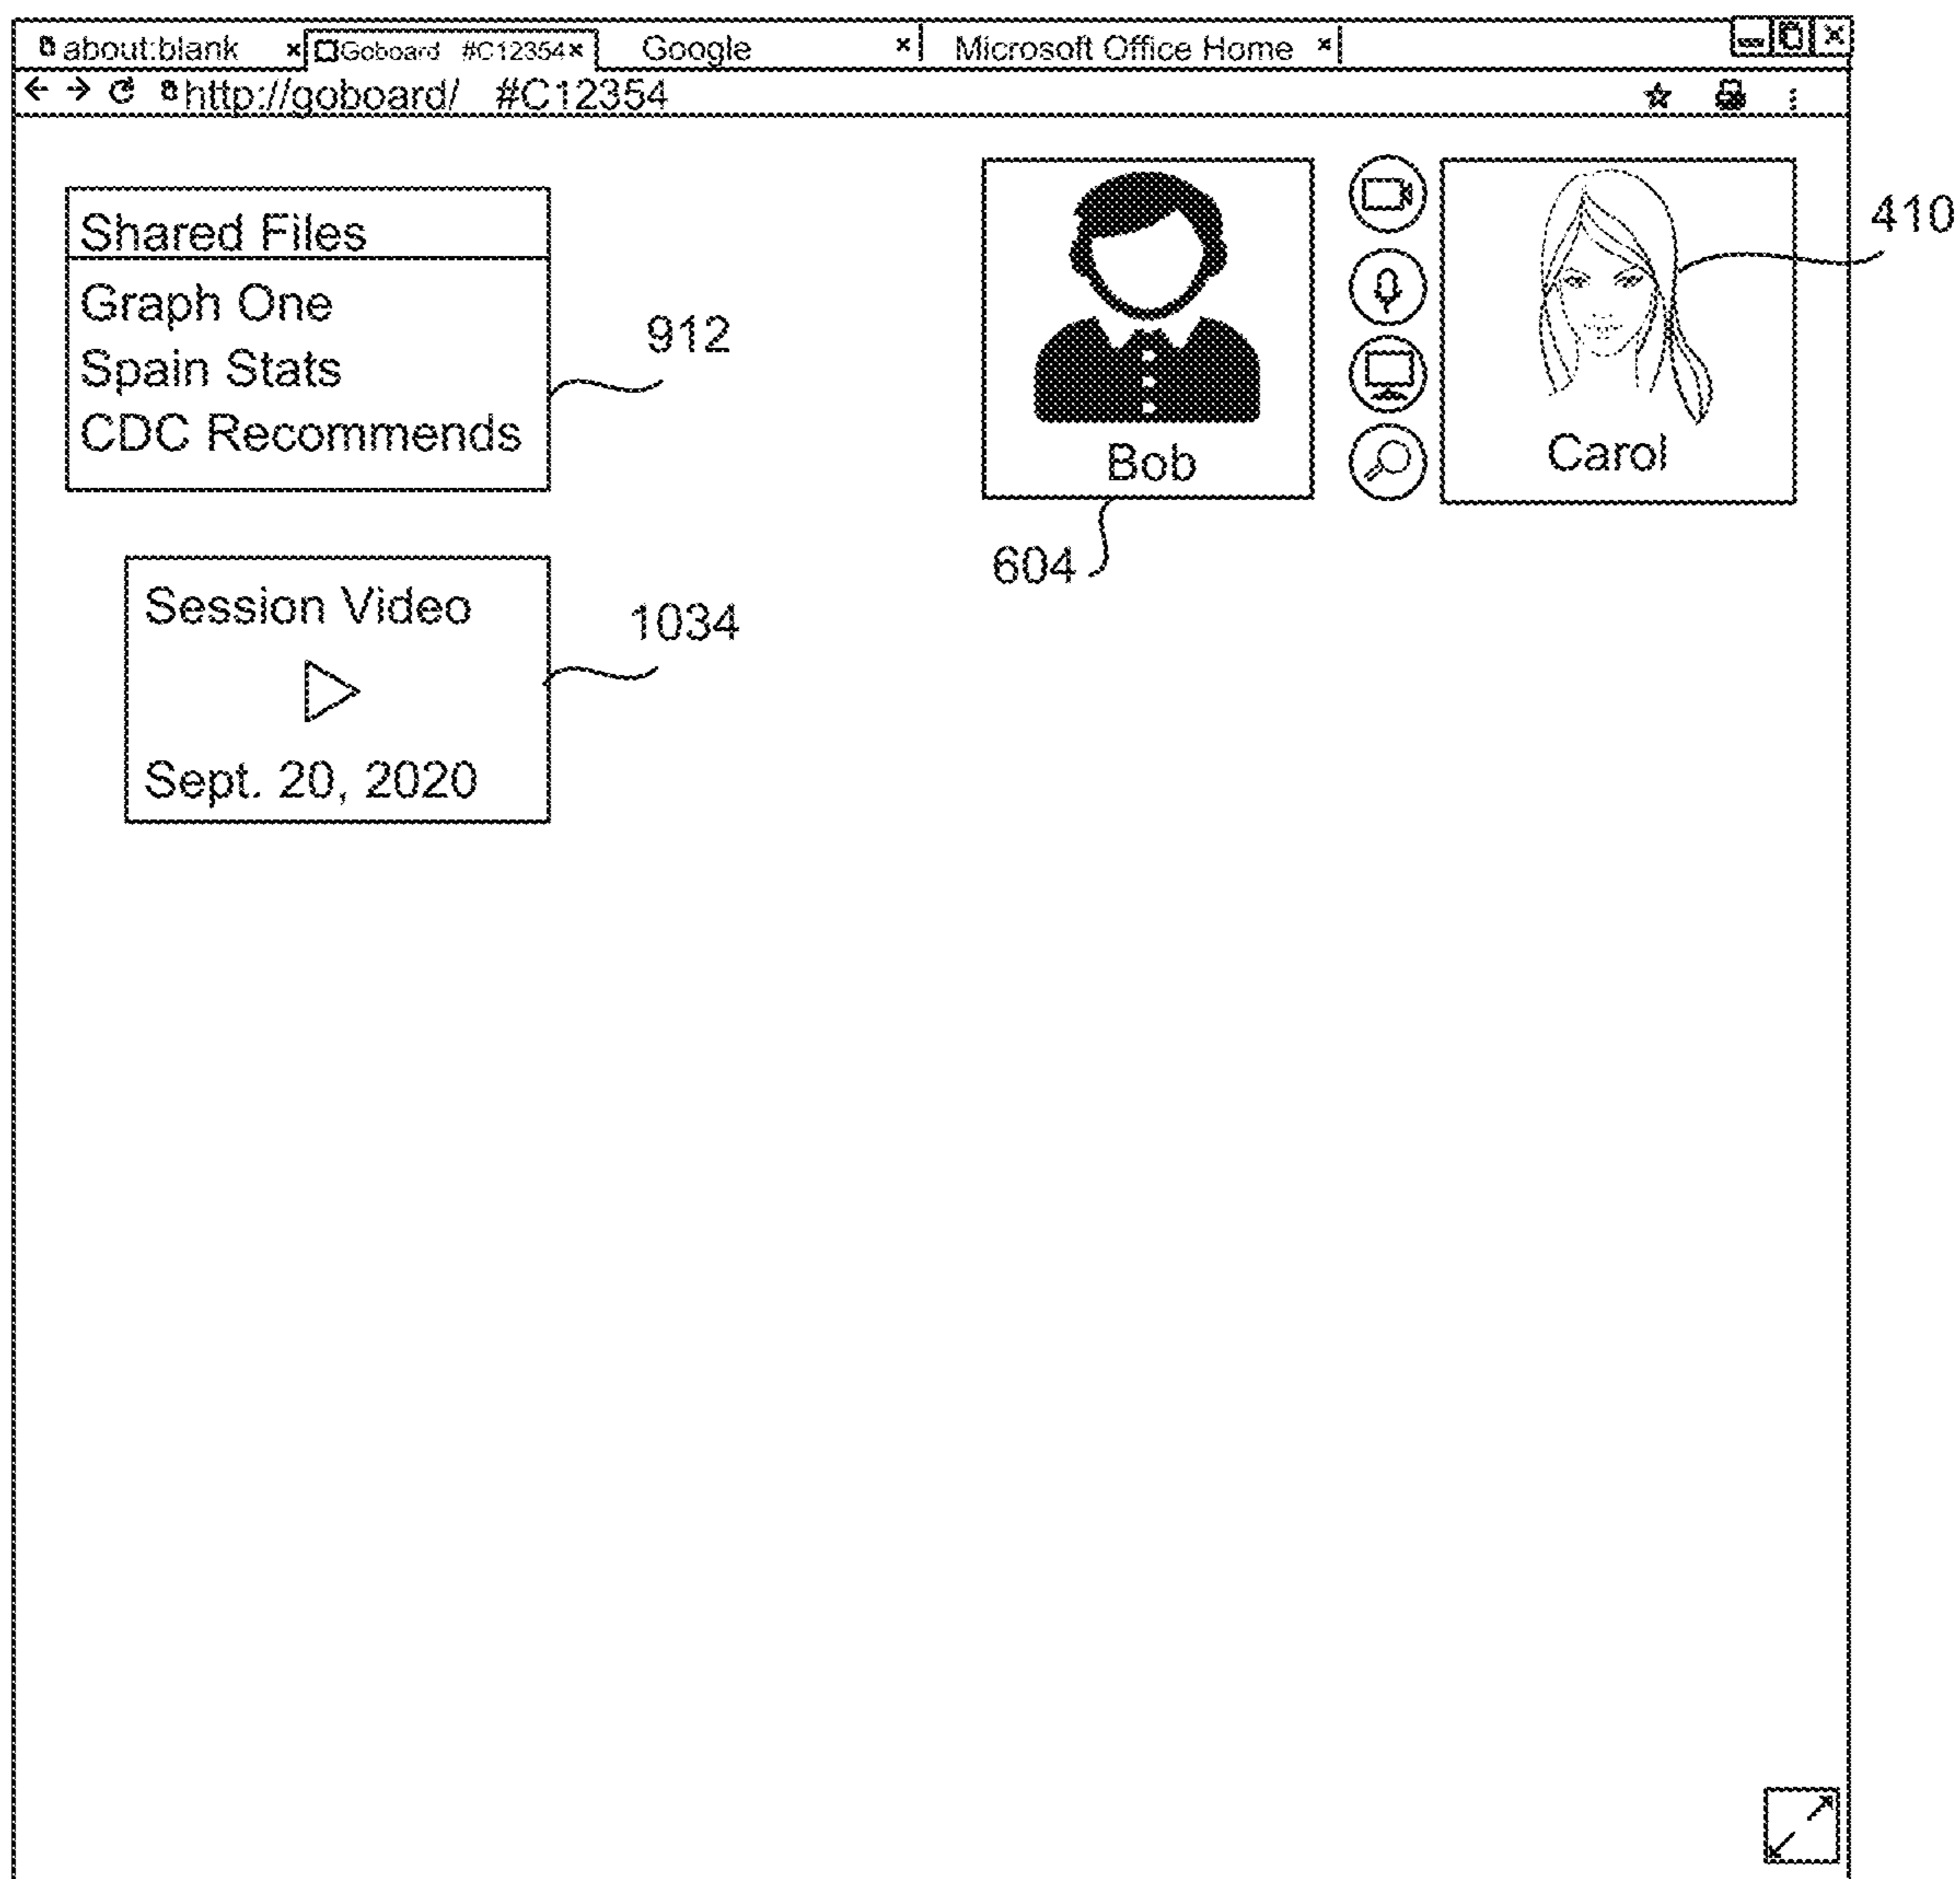 about:blank × Goboard #C12354× Google × Microsoft Office Home ×
http://goboard/ #C12354
410
Shared Files
Graph One
Spain Stats
CDC Recommends
912
Bob
Carol
604
Session Video
1034
Sept. 20, 2020